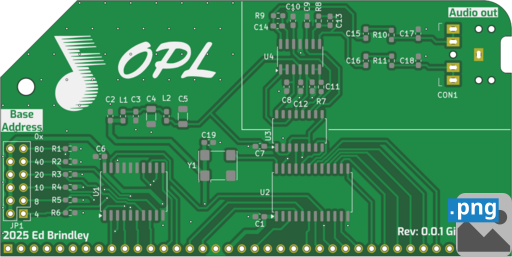 Audio out
R9
C10
C9
R8
C13
C14
C15
R10
C17
OPL
U4
C16
R11
C18
C11
C8
C12
R7
CON1
C2
L1
C3
C4
L2
C5
Base
Address
0x
80
R1
40
R2
20
R3
10
R4
8
R5
4
R6
JP1
C6
U1
C19
Y1
C7
U3
U2
C1
2025 Ed Brindley
Rev: 0.0.1 Gi
.png